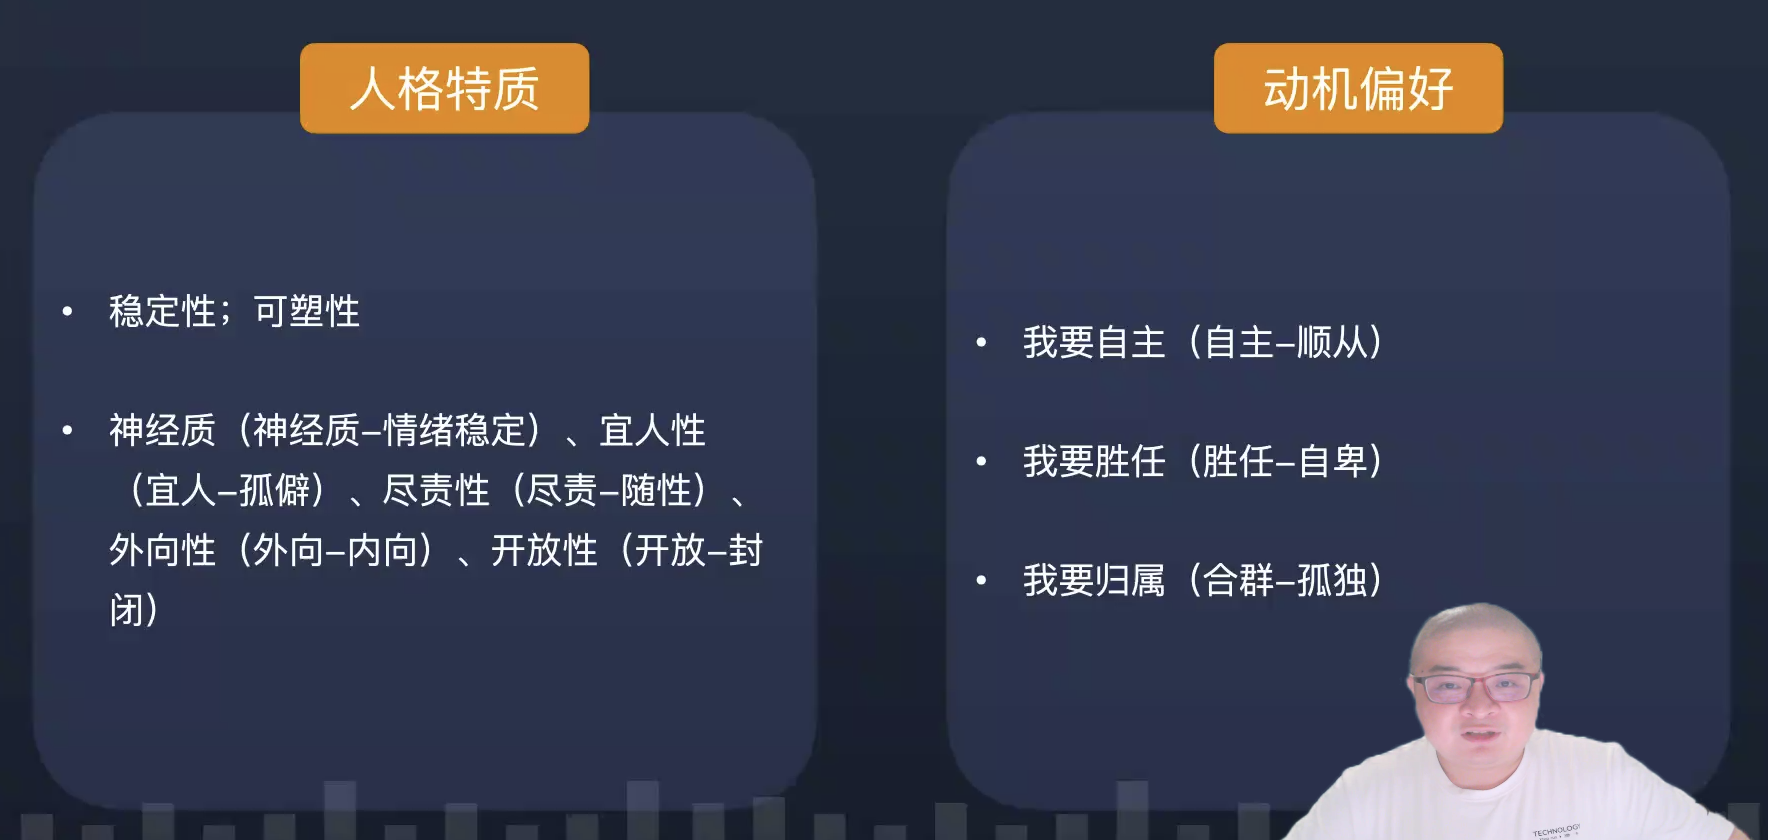 人格特质
• 稳定性；可塑性
• 神经质（神经质–情绪稳定）、宜人性
（宜人–孤僻）、尽责性（尽责–随性）、
外向性（外向–内向）、开放性（开放–封
闭）
动机偏好
• 我要自主（自主–顺从）
• 我要胜任（胜任–自卑）
• 我要归属（合群–孤独）
TECHNOLOGY